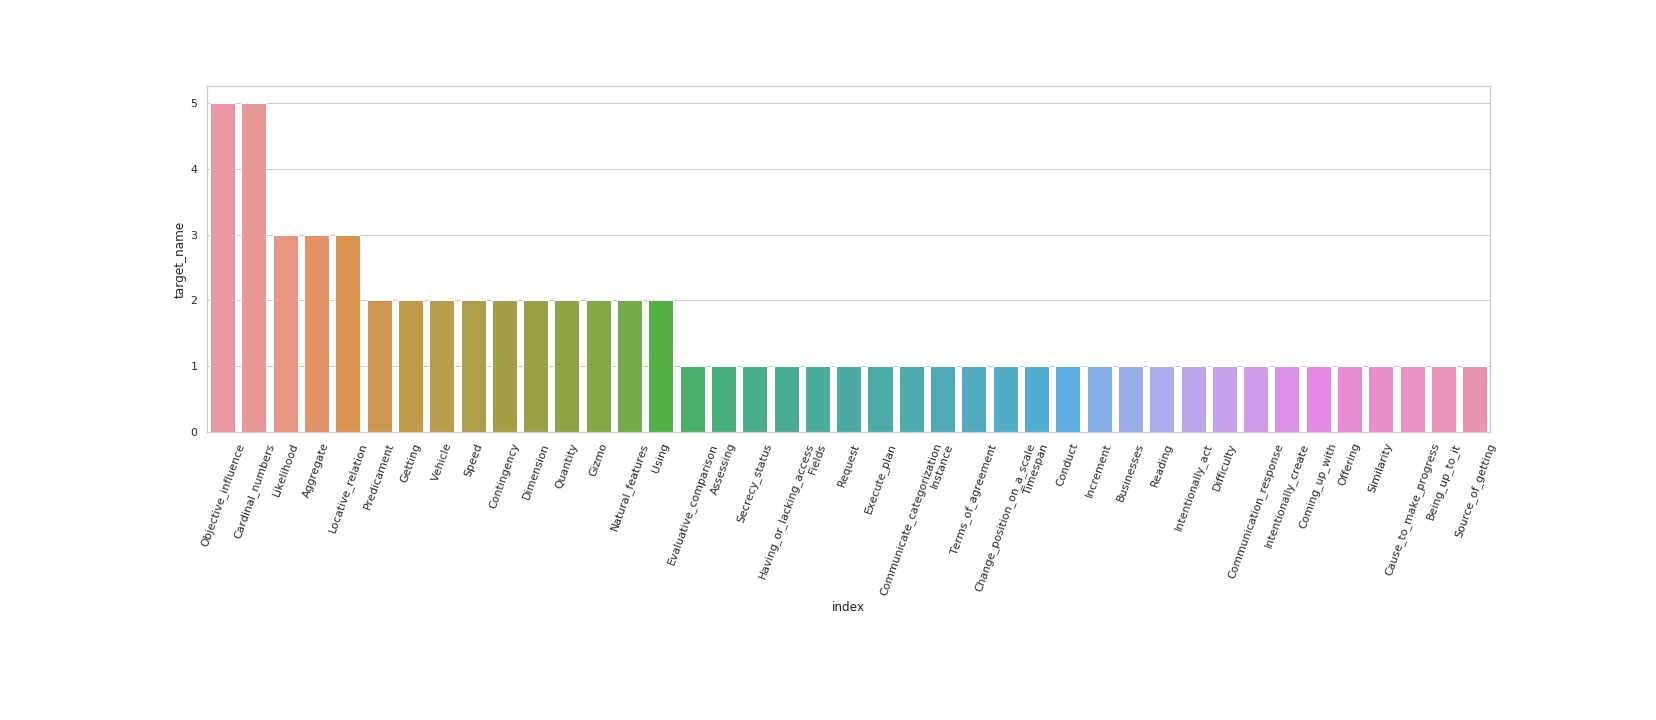 5
4
3
2
1
0
target_name
Objective_influence
Cardinal_numbers
Likelihood
Aggregate
Locative_relation
Predicament
Getting
Vehicle
Speed
Contingency
Dimension
Quantity
Gizmo
Natural_features
Using
Evaluative_comparison
Assessing
Secrecy_status
Having_or_lacking_access
Fields
Request
Execute_plan
Communicate_categorization
Instance
Terms_of_agreement
Change_position_on_a_scale
Timespan
Conduct
Increment
Businesses
Reading
Intentionally_act
Difficulty
Communication_response
Intentionally_create
Coming_up_with
Offering
Similarity
Cause_to_make_progress
Being_up_to_it
Source_of_getting
index